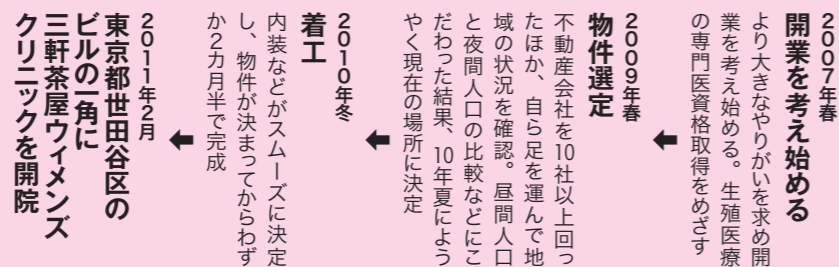 2007年春
開業を考え始める
より大きなやりがいを求め開
業を考え始める。生殖医療
の専門医資格取得をめざす
2009年春
物件選定
不動産会社を10社以上回っ
たほか、自ら足を運んで地
域の状況を確認。昼間人口
と夜間人口の比較などにこ
だわった結果、10年夏によう
やく現在の場所に決定
2010年冬
着工
内装などがスムーズに決定
し、物件が決まってからわず
か2カ月半で完成
2011年2月
東京都世田谷区の
ビルの一角に
三軒茶屋ウィメンズ
クリニックを開院